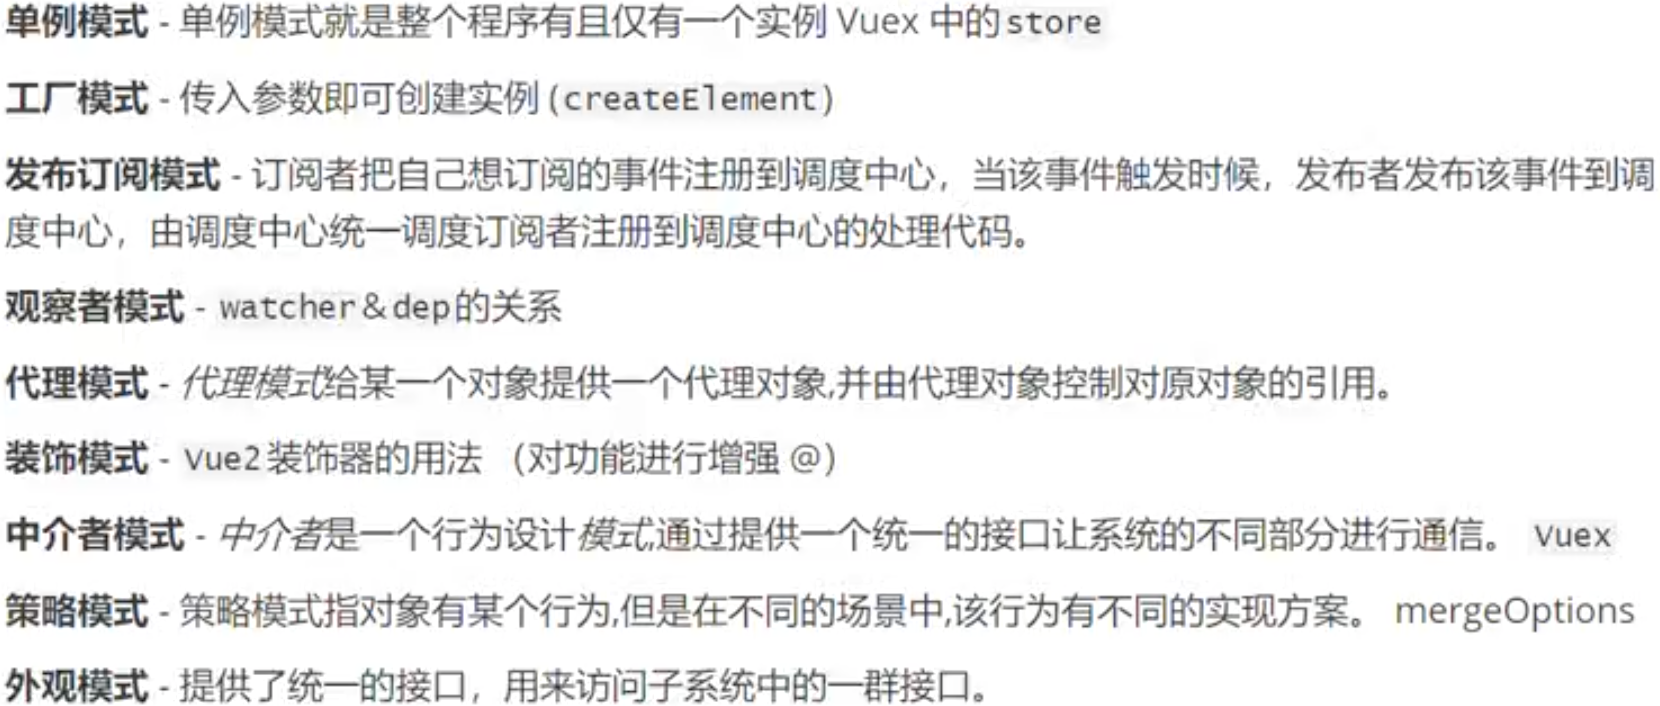 单例模式 - 单例模式就是整个程序有且仅有一个实例 Vuex 中的store
工厂模式 - 传入参数即可创建实例 (createElement)
发布订阅模式 - 订阅者把自己想订阅的事件注册到调度中心，当该事件触发时候，发布者发布该事件到调
度中心，由调度中心统一调度订阅者注册到调度中心的处理代码。
观察者模式 - watcher&dep的关系
代理模式 - 代理模式给某一个对象提供一个代理对象,并由代理对象控制对原对象的引用。
装饰模式 - Vue2装饰器的用法 （对功能进行增强 @）
中介者模式 - 中介者是一个行为设计模式,通过提供一个统一的接口让系统的不同部分进行通信。 Vuex
策略模式 - 策略模式指对象有某个行为,但是在不同的场景中,该行为有不同的实现方案。 mergeOptions
外观模式 - 提供了统一的接口，用来访问子系统中的一群接口。